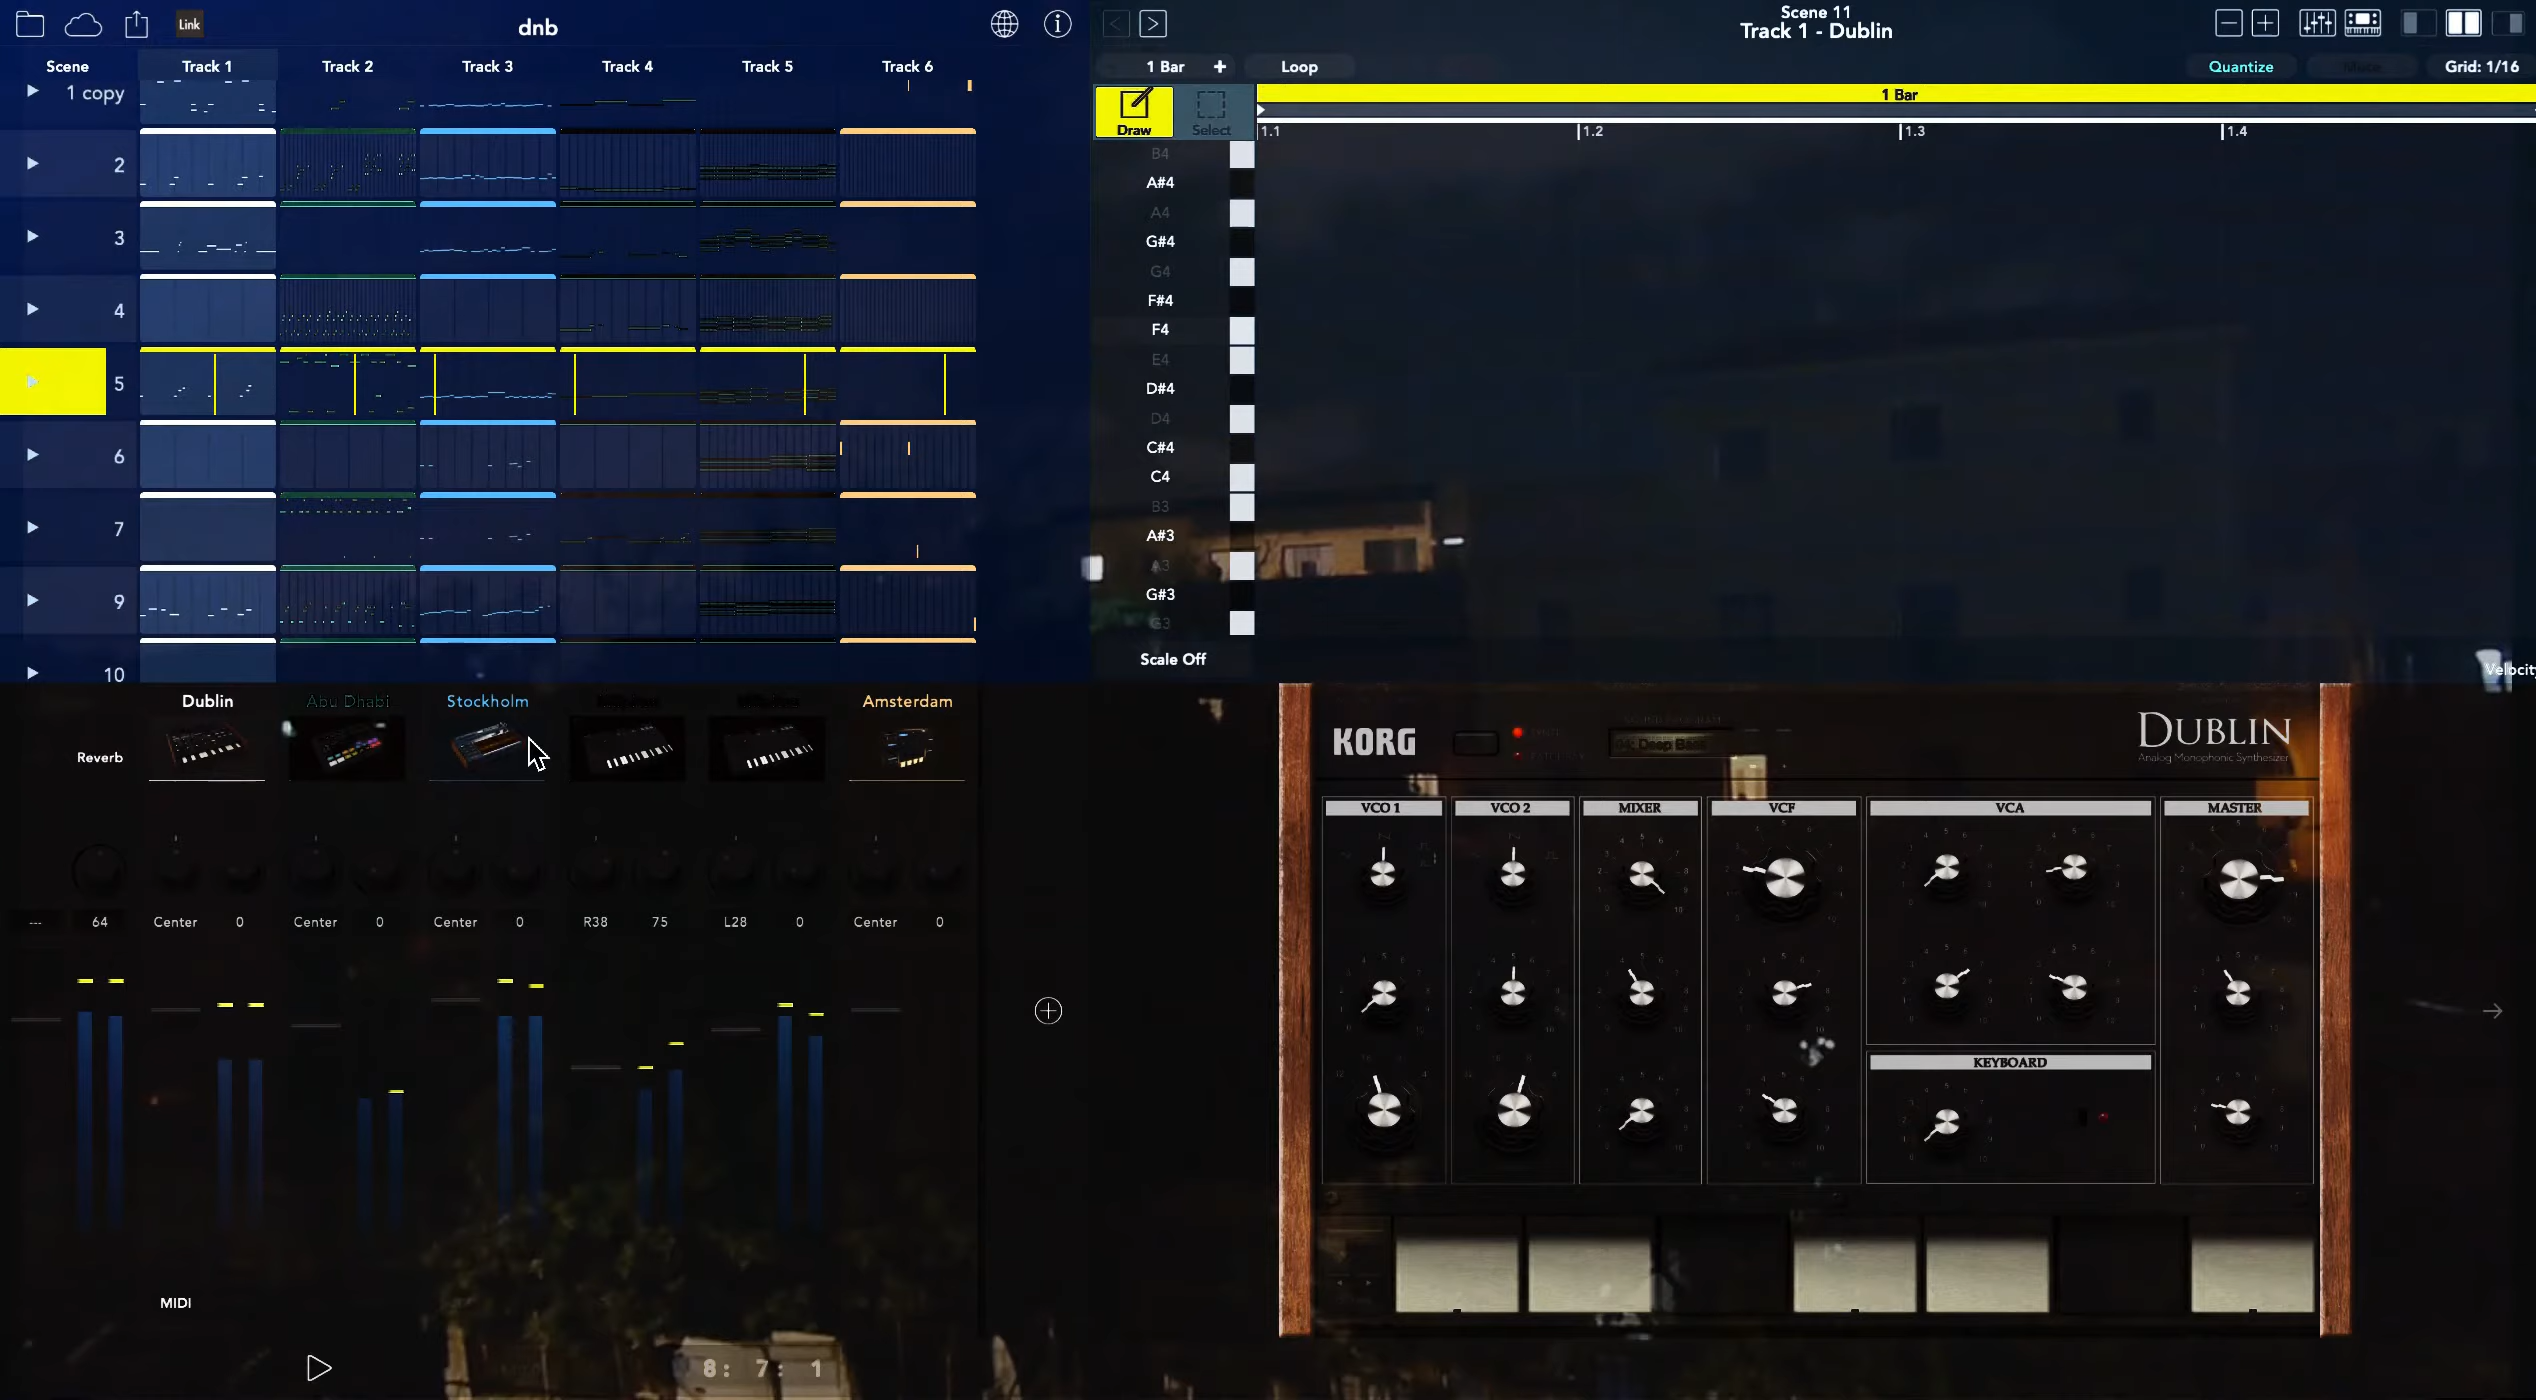 Link
dnb
Scene
Track 1
Track 2
Track 3
Track 4
Track 5
Track 6
1 copy
2
3
4
5
6
7
9
10
Scene 11
Track 1 - Dublin
1 Bar +
Loop
Quantize
Grid: 1/16
Draw
Select
1 Bar
1.1
1.2
1.3
1.4
B4
A#4
A4
G#4
G4
F#4
F4
E4
D#4
D4
C#4
C4
B3
A#3
A3
G#3
G3
Scale Off
Velocity
Dublin
Abu Dhabi
Stockholm
Amsterdam
Reverb
---
64
Center
0
Center
0
Center
0
R38
75
L28
0
Center
0
MIDI
8: 7: 1
KORG
Deep Bass
DUBLIN
Analog Monophonic Synthesizer
VCO 1
VCO 2
MIXER
VCF
VCA
MASTER
KEYBOARD